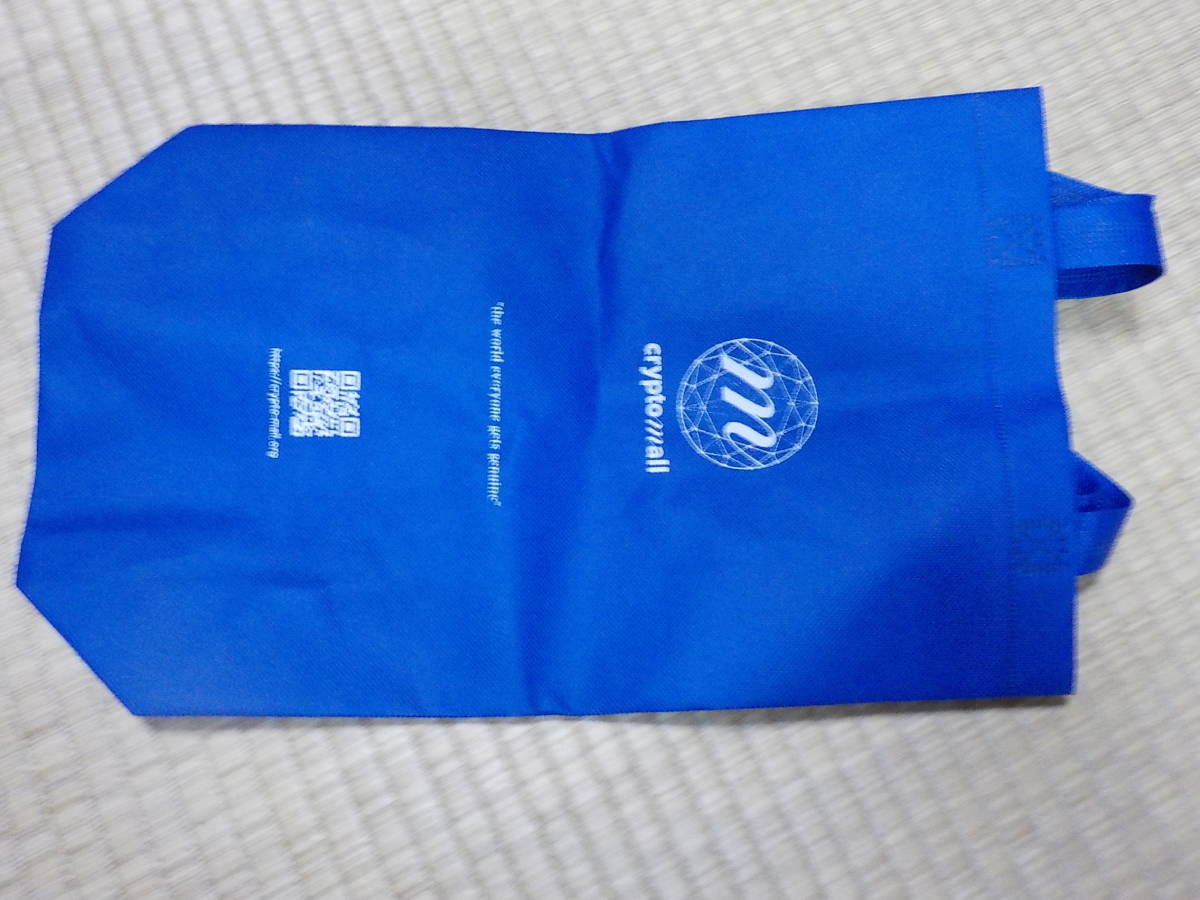 m
cryptomall
"the world everyone gets genuine"
https://crypto-mall.org